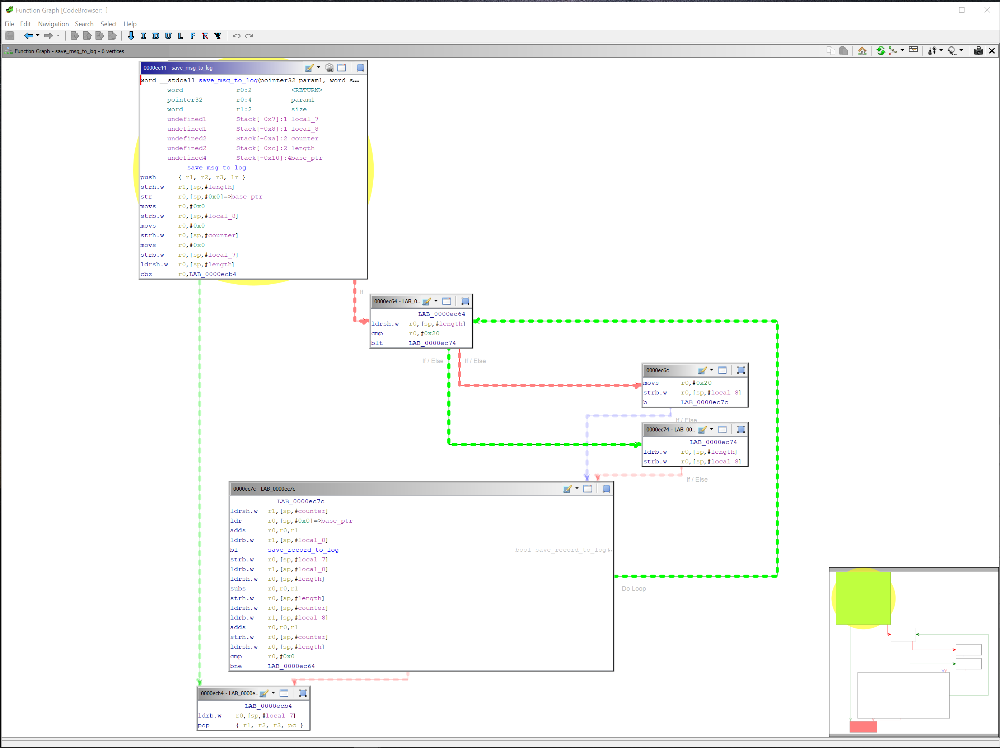 Function Graph [CodeBrowser: ]
File Edit Navigation Search Select Help
I D U L F F V
Function Graph - save_msg_to_log - 6 vertices
0000ec44 - save_msg_to_log
word __stdcall save_msg_to_log(pointer32 param1, word s...
word r0:2 <RETURN>
pointer32 r0:4 param1
word r1:2 size
undefined1 Stack[-0x7]:1 local_7
undefined1 Stack[-0x8]:1 local_8
undefined2 Stack[-0xa]:2 counter
undefined2 Stack[-0xc]:2 length
undefined4 Stack[-0x10]:4base_ptr
save_msg_to_log
push { r1, r2, r3, lr }
strh.w r1,[sp,#length]
str r0,[sp,#0x0]=>base_ptr
movs r0,#0x0
strb.w r0,[sp,#local_8]
movs r0,#0x0
strh.w r0,[sp,#counter]
movs r0,#0x0
strb.w r0,[sp,#local_7]
ldrsh.w r0,[sp,#length]
cbz r0,LAB_0000ecb4
If
0000ec64 - LAB_0..
LAB_0000ec64
ldrsh.w r0,[sp,#length]
cmp r0,#0x20
blt LAB_0000ec74
If / Else If / Else
0000ec6c
movs r0,#0x20
strb.w r0,[sp,#local_8]
b LAB_0000ec7c
If / Else
0000ec74 - LAB_00..
LAB_0000ec74
ldrb.w r0,[sp,#length]
strb.w r0,[sp,#local_8]
If / Else
0000ec7c - LAB_0000ec7c
LAB_0000ec7c
ldrsh.w r1,[sp,#counter]
ldr r0,[sp,#0x0]=>base_ptr
adds r0,r0,r1
ldrb.w r1,[sp,#local_8]
bl save_record_to_log bool save_record_to_log(.
strb.w r0,[sp,#local_7]
ldrb.w r1,[sp,#local_8]
ldrsh.w r0,[sp,#length]
subs r0,r0,r1
strh.w r0,[sp,#length]
ldrsh.w r0,[sp,#counter]
ldrb.w r1,[sp,#local_8]
adds r0,r0,r1
strh.w r0,[sp,#counter]
ldrsh.w r0,[sp,#length]
cmp r0,#0x0
bne LAB_0000ec64
Do Loop
0000ecb4 - LAB_0000e..
LAB_0000ecb4
ldrb.w r0,[sp,#local_7]
pop { r1, r2, r3, pc }